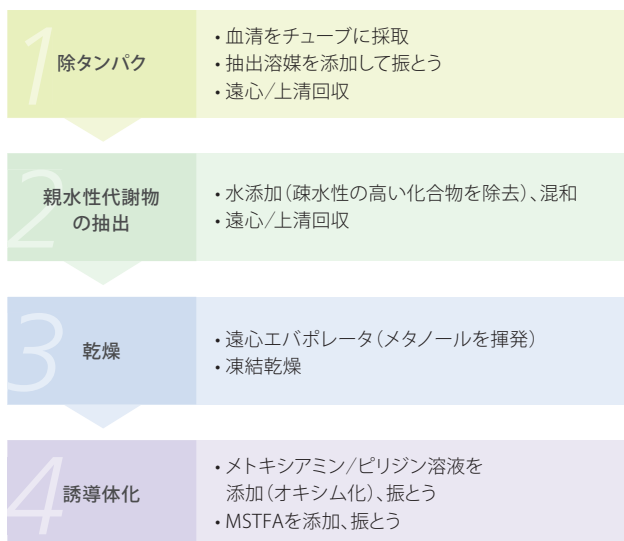 1
除タンパク
・血清をチューブに採取
・抽出溶媒を添加して振とう
・遠心/上清回収
2
親水性代謝物
の抽出
・水添加(疎水性の高い化合物を除去)、混和
・遠心/上清回収
3
乾燥
・遠心エバポレータ(メタノールを揮発)
・凍結乾燥
4
誘導体化
・メトキシアミン/ピリジン溶液を
添加(オキシム化)、振とう
・MSTFAを添加、振とう